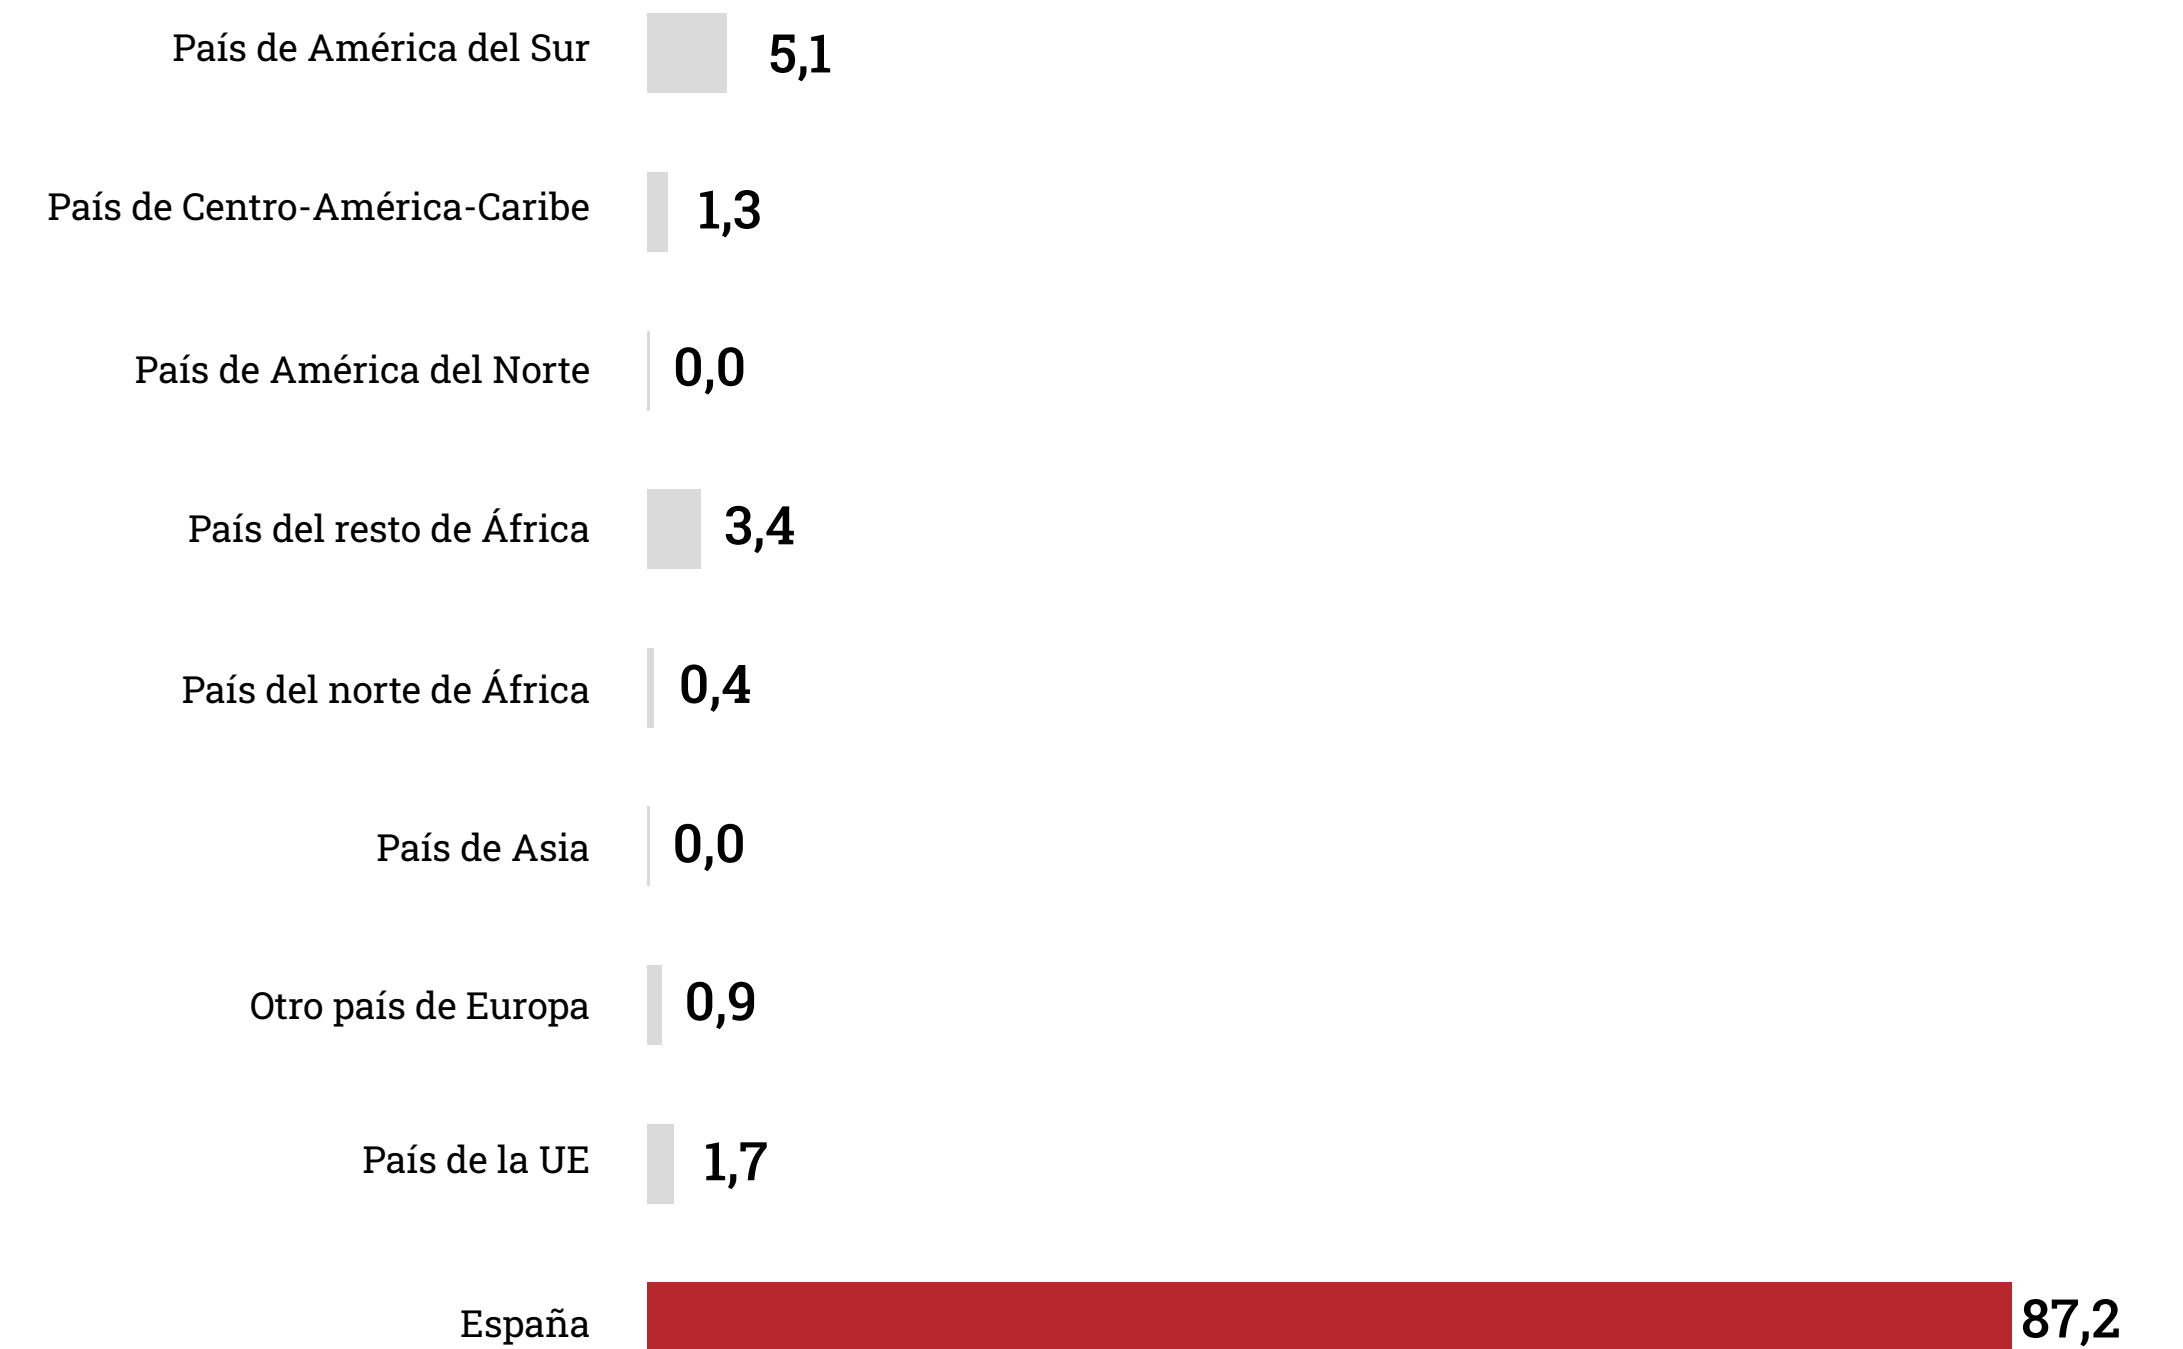 País de América del Sur 5,1
País de Centro-América-Caribe 1,3
País de América del Norte 0,0
País del resto de África 3,4
País del norte de África 0,4
País de Asia 0,0
Otro país de Europa 0,9
País de la UE 1,7
España 87,2